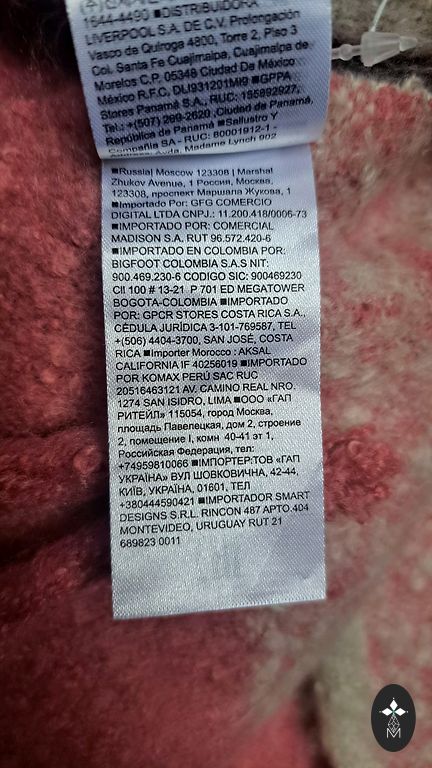 1644-4490 ■DISTRIBUIDORA
LIVERPOOL S.A. DE C.V. Prolongación
Vasco de Quiroga 4800, Torre 2, Piso 3
Col. Santa Fe Cuajimalpa, Cuajimalpa de
Morelos C.P. 05348 Ciudad De México
México R.F.C, DLI931201MI9 ■GPPA
Stores Panamá S.A., RUC: 155692927,
Tel.: +(507) 269-2620 ,Ciudad de Panamá,
República de Panamá ■Sallustro Y
Compañia SA - RUC: 80001912-1 -
Madame Lynch 902
■Russia| Moscow 123308 | Marshal
Zhukov Avenue, 1 Россия, Москва,
123308, проспект Маршала Жукова, 1
■Importado Por: GFG COMERCIO
DIGITAL LTDA CNPJ.: 11.200.418/0006-73
■IMPORTADO POR: COMERCIAL
MADISON S.A. RUT 96.572.420-6
■IMPORTADO EN COLOMBIA POR:
BIGFOOT COLOMBIA S.A.S NIT:
900.469.230-6 CODIGO SIC: 900469230
Cll 100 # 13-21 P 701 ED MEGATOWER
BOGOTA-COLOMBIA ■IMPORTADO
POR: GPCR STORES COSTA RICA S.A.,
CÉDULA JURÍDICA 3-101-769587, TEL
+(506) 4404-3700, SAN JOSÉ, COSTA
RICA ■Importer Morocco : AKSAL
CALIFORNIA IF 40256019 ■IMPORTADO
POR KOMAX PERÚ SAC RUC
20516463121 AV. CAMINO REAL NRO.
1274 SAN ISIDRO, LIMA ■ООО «ГАП
РИТЕЙЛ» 115054, город Москва,
площадь Павелецкая, дом 2, строение
2, помещение I, комн 40-41 эт 1,
Российская Федерация, тел:
+74959810066 ■ІМПОРТЕР:ТОВ «ГАП
УКРАЇНА» ВУЛ ШОВКОВИЧНА, 42-44,
КИЇВ, УКРАЇНА, 01601, ТЕЛ
+380444590421 ■IMPORTADOR SMART
DESIGNS S.R.L. RINCON 487 APTO.404
MONTEVIDEO, URUGUAY RUT 21
689823 0011
M